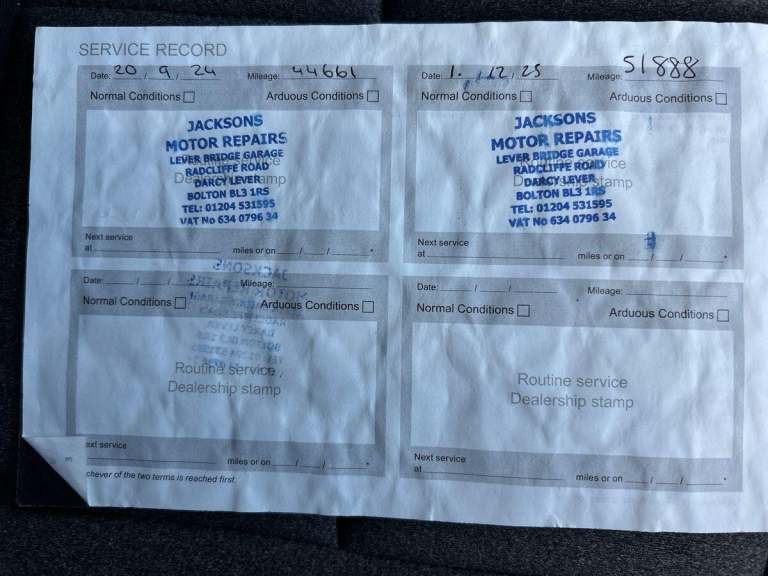 SERVICE RECORD
Date: 20 / 9 / 24 Mileage: 44661
Normal Conditions Arduous Conditions
JACKSONS
MOTOR REPAIRS
LEVER BRIDGE GARAGE
RADCLIFFE ROAD
DARCY LEVER
BOLTON BL3 1RS
TEL: 01204 531595
VAT No 634 0796 34
Next service
at miles or on / / *
Date: 1. / 12 / 25 Mileage: 51888
Normal Conditions Arduous Conditions
JACKSONS
MOTOR REPAIRS
LEVER BRIDGE GARAGE
RADCLIFFE ROAD
DARCY LEVER
BOLTON BL3 1RS
TEL: 01204 531595
VAT No 634 0796 34
Next service
at miles or on / / *
Date: / / Mileage:
Normal Conditions Arduous Conditions
Routine service
Dealership stamp
ext service
miles or on / / *
chever of the two terms is reached first.
Date: / / Mileage:
Normal Conditions Arduous Conditions
Routine service
Dealership stamp
Next service
at miles or on / / *